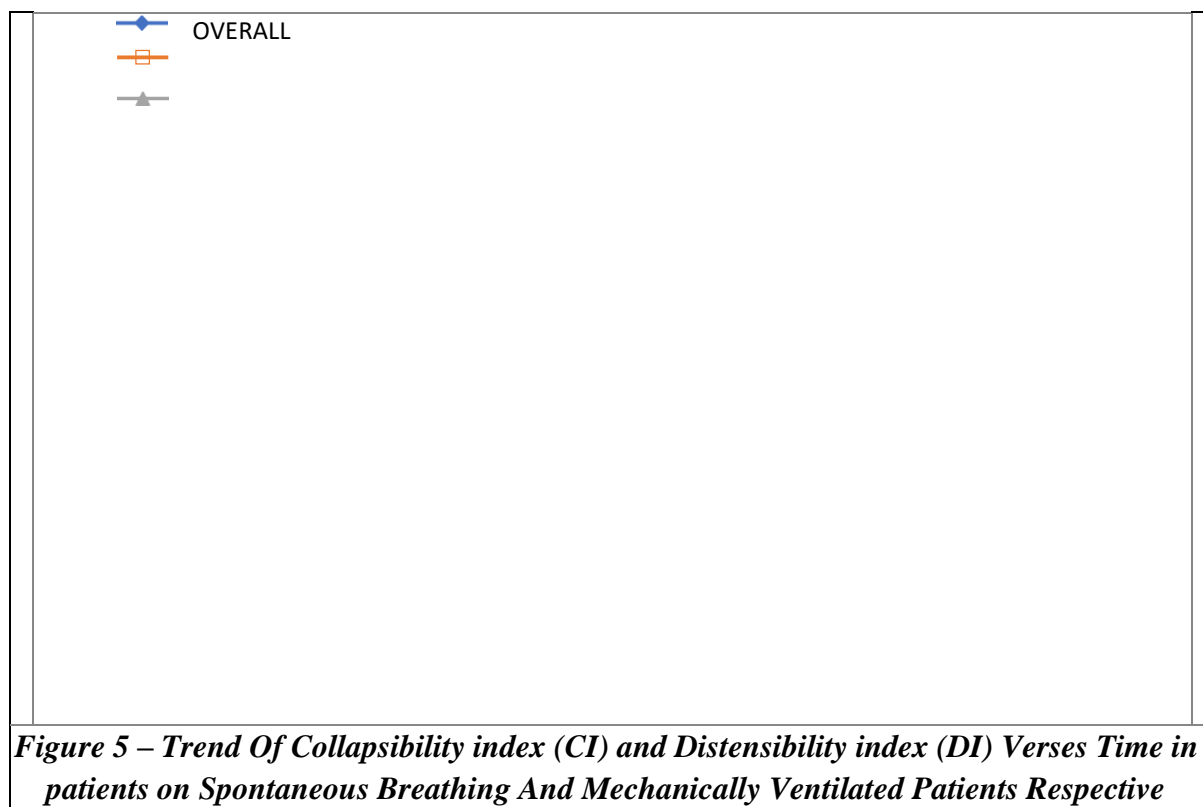 OVERALL
Figure 5 – Trend Of Collapsibility index (CI) and Distensibility index (DI) Verses Time in
patients on Spontaneous Breathing And Mechanically Ventilated Patients Respective